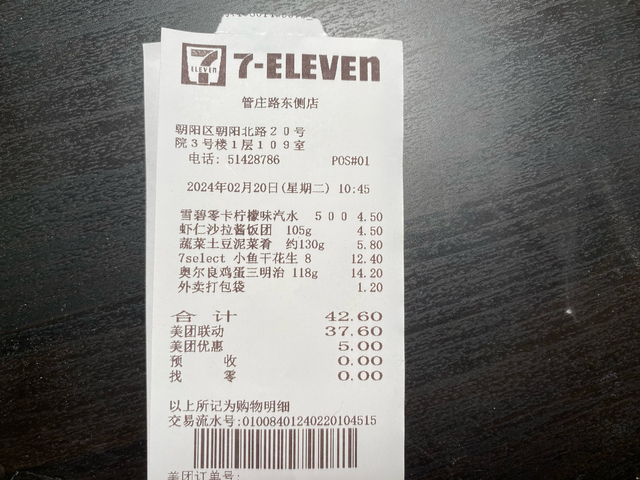 7-ELEVEN
ELEVEN
管庄路东侧店
朝阳区朝阳北路20号
院3号楼1层109室
电话: 51428786 POS#01
2024年02月20日(星期二) 10:45
雪碧零卡柠檬味汽水 500 4.50
虾仁沙拉酱饭团 105g 4.50
蔬菜土豆泥菜肴 约130g 5.80
7select 小鱼干花生 8 12.40
奥尔良鸡蛋三明治 118g 14.20
外卖打包袋 1.20
合计 42.60
美团联动 37.60
美团优惠 5.00
预收 0.00
找零 0.00
以上所记为购物明细
交易流水号:01008401240220104515
美团订单号: